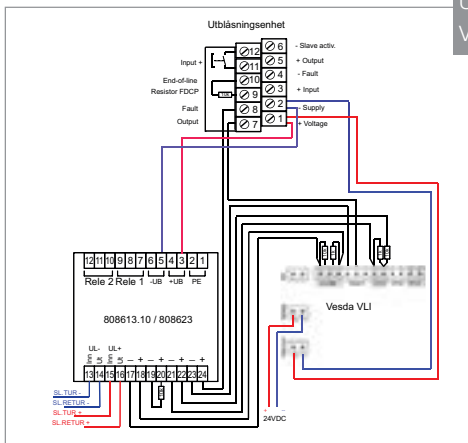 U
V
Utblåsningsenhet
12 6 - Slave activ.
Input + 11 5 + Output
End-of-line 10 4 - Fault
Resistor FDCP 10k 9 3 + Input
Fault 8 2 - Supply
Output 7 1 + Voltage
12 11 10 9 8 7 6 5 4 3 2 1
Rele 2 Rele 1 -UB +UB PE
808613.10 / 808623
Vesda VLI
UL- UL+
Inn Ut Inn Ut − + − + − + − +
13 14 15 16 17 18 19 20 21 22 23 24
SL.TUR -
SL.RETUR -
SL.TUR +
SL.RETUR +
+ −
24VDC